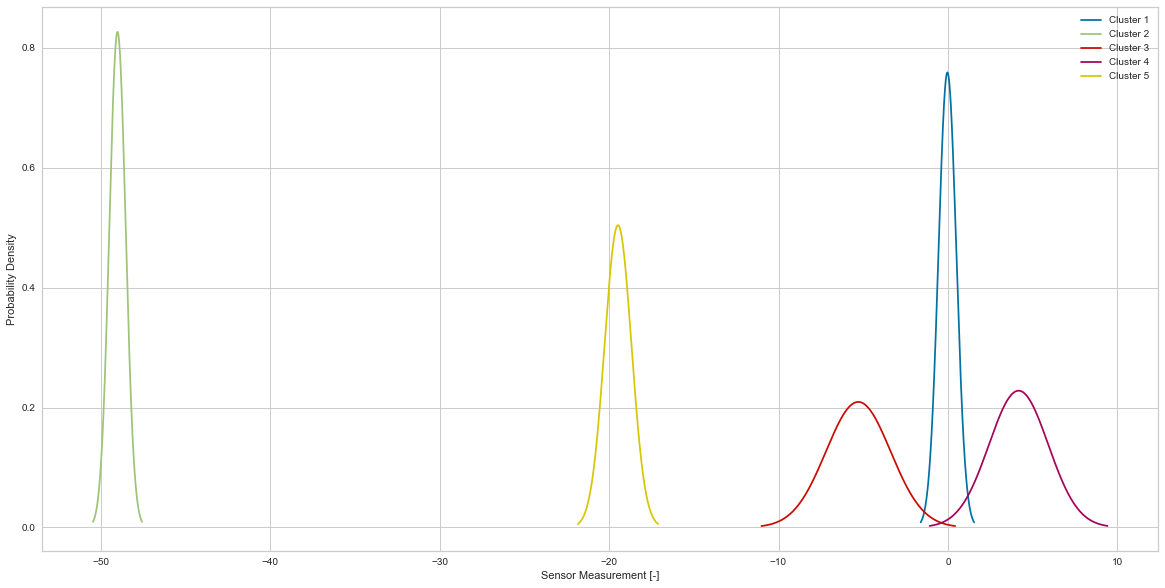 Cluster 1
Cluster 2
Cluster 3
Cluster 4
Cluster 5
Probability Density
0.8
0.6
0.4
0.2
0.0
−50 −40 −30 −20 −10 0 10
Sensor Measurement [-]